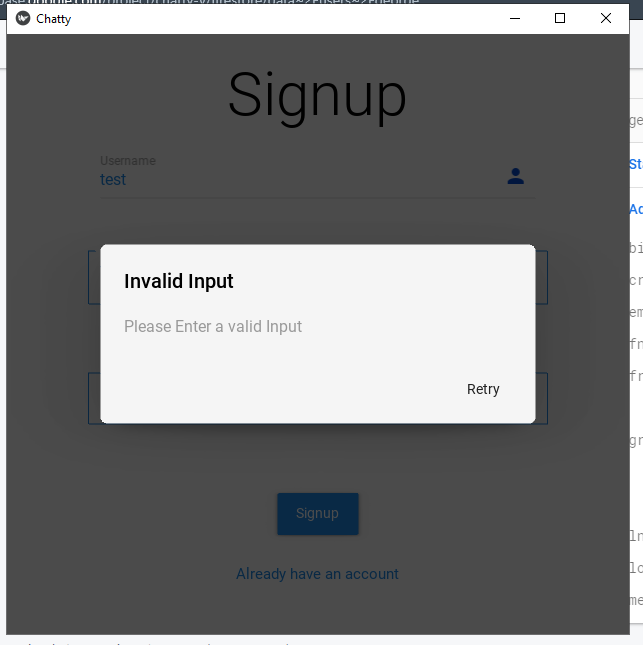 Chatty
Signup
Username
test
Invalid Input
Please Enter a valid Input
Retry
Signup
Already have an account